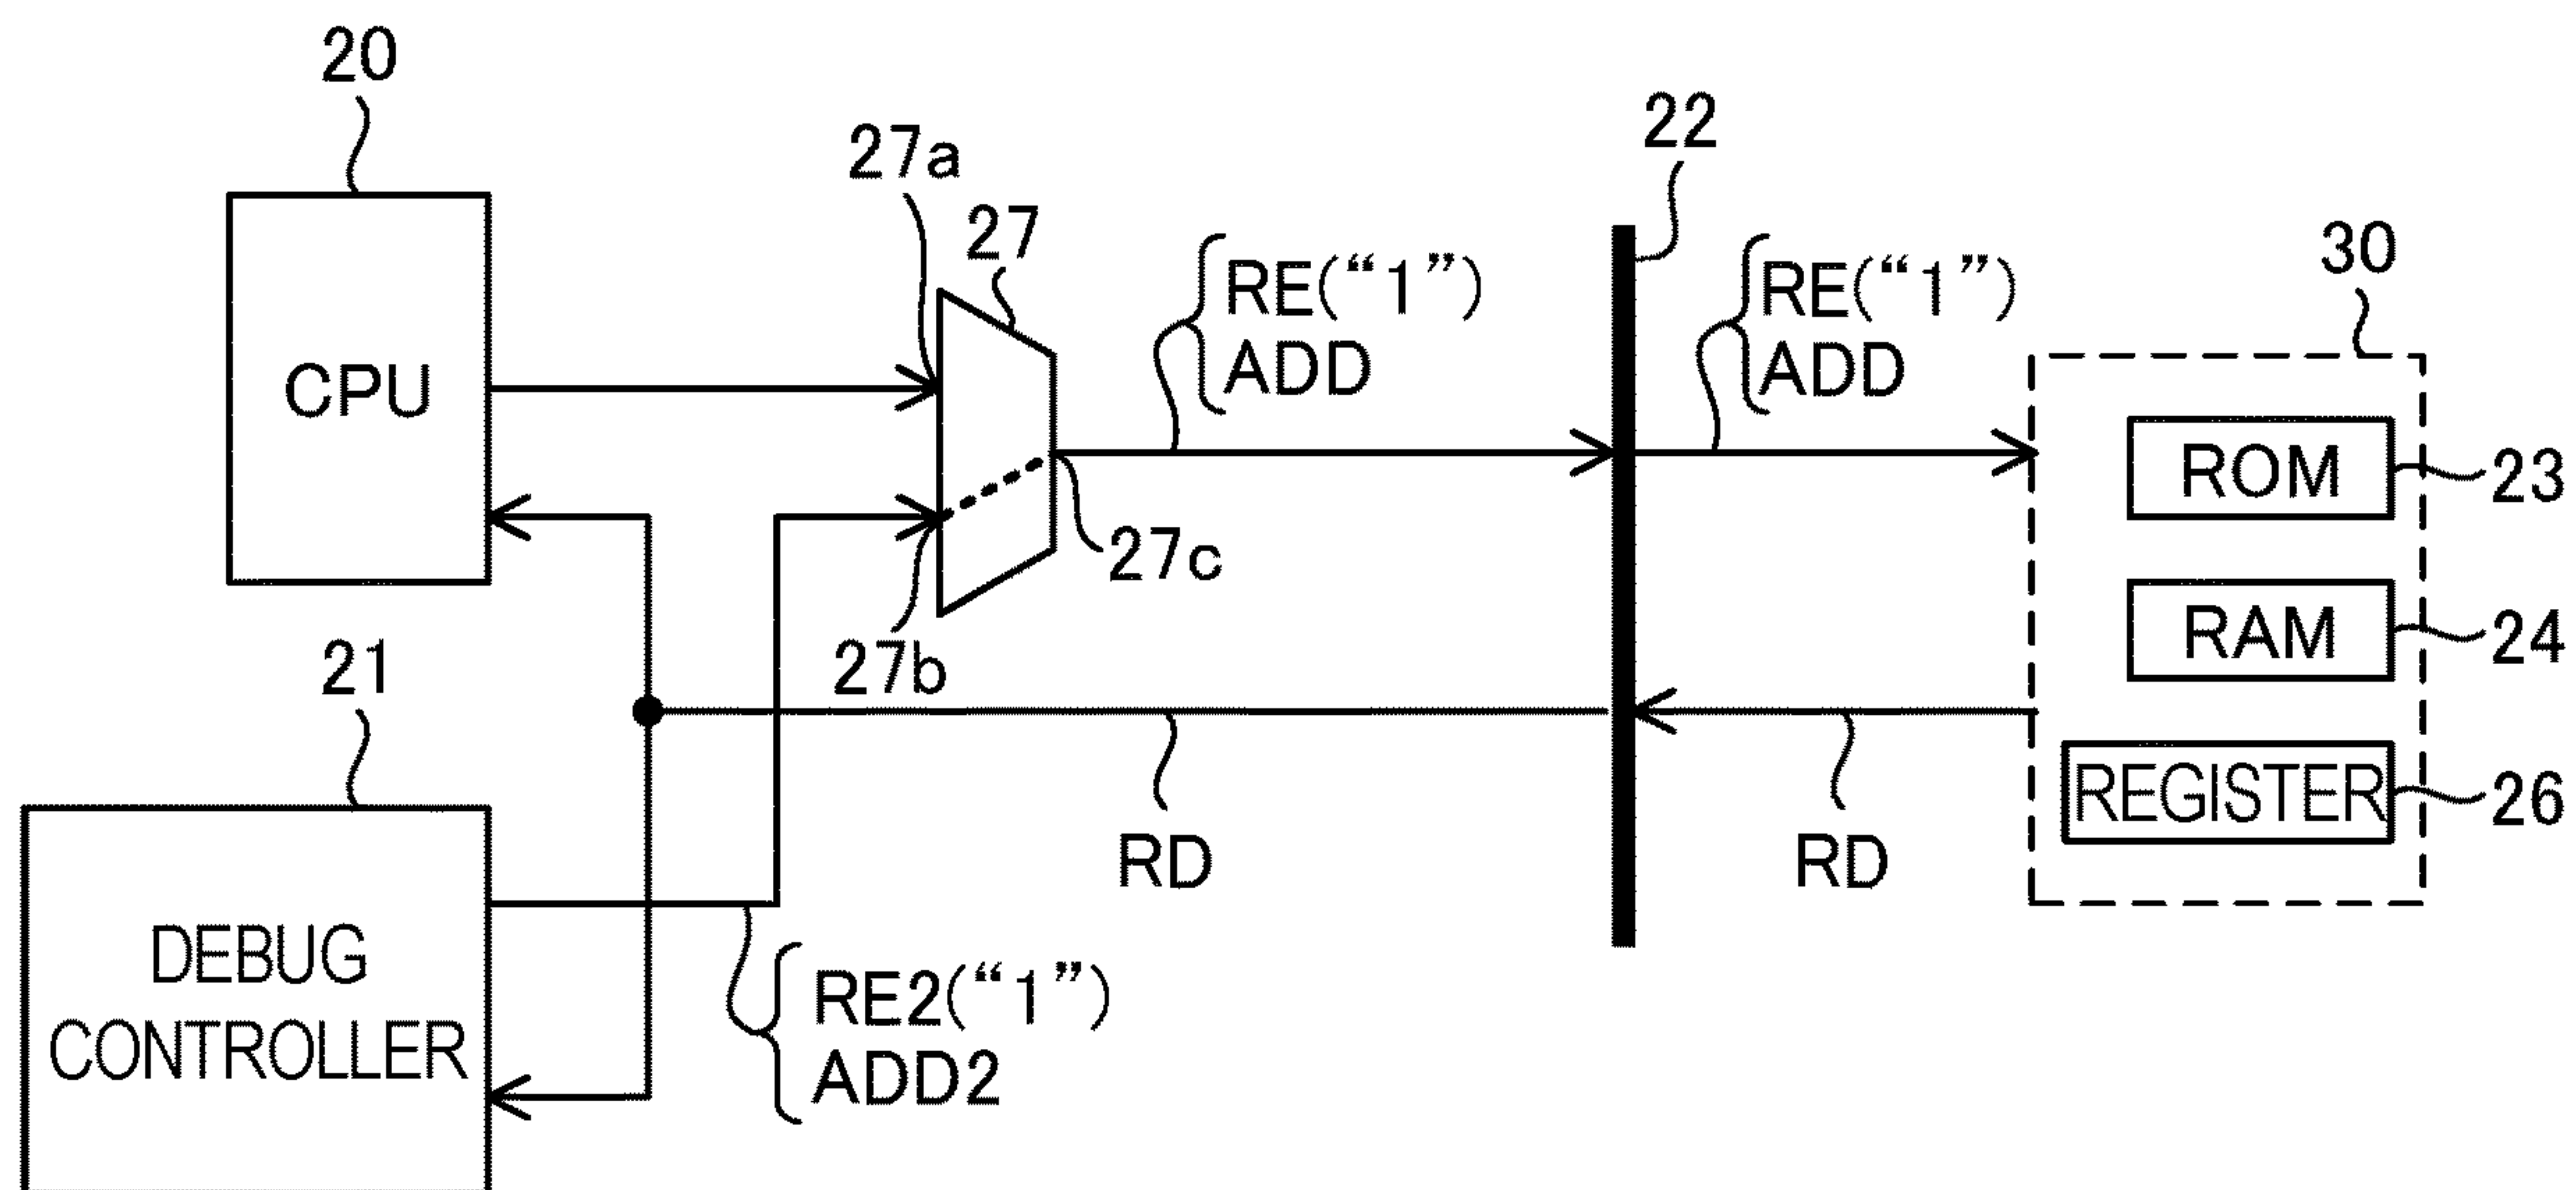 20
22
27a
27
30
RE(“1”)
ADD
RE(“1”)
ADD
CPU
ROM
23
27c
RAM
24
27b
21
REGISTER
26
RD
RD
DEBUG
CONTROLLER
RE2(“1”)
ADD2